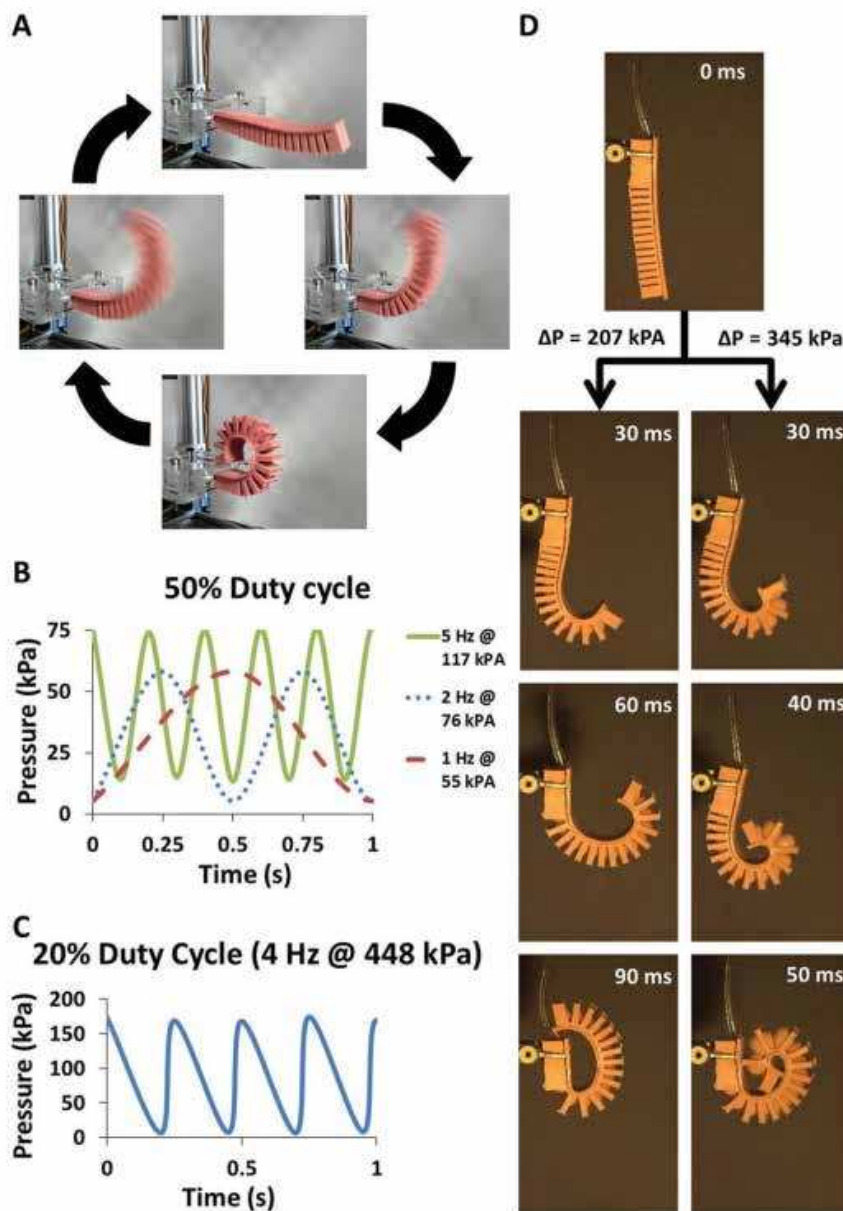 A
B
50% Duty cycle
75
50
25
0
Pressure (kPa)
0
0.25
0.5
0.75
1
Time (s)
5 Hz @
117 kPA
2 Hz @
76 kPA
1 Hz @
55 kPA
C
20% Duty Cycle (4 Hz @ 448 kPA)
200
150
100
50
0
Pressure (kPa)
0
0.5
1
Time (s)
D
0 ms
ΔP = 207 kPA
ΔP = 345 kPa
30 ms
30 ms
60 ms
40 ms
90 ms
50 ms